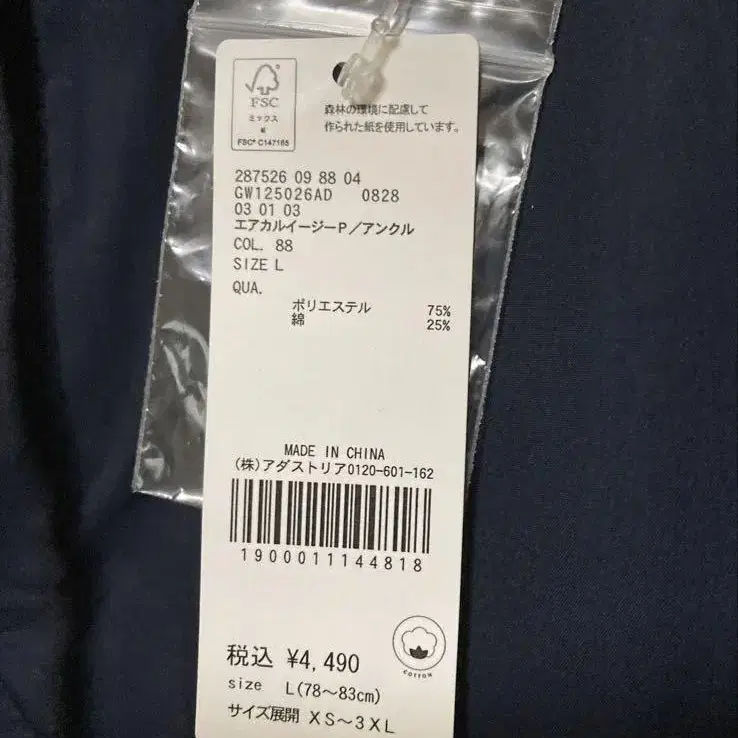 FSC
ミックス
紙
FSC® C147165
森林の環境に配慮して
作られた紙を使用しています。
287526 09 88 04
GW125026AD 0828
03 01 03
エアカルイージーP/アンクル
COL. 88
SIZE L
QUA.
ポリエステル 75%
綿 25%
MADE IN CHINA
(株)アダストリア0120-601-162
1900011144818
COTTON
税込 ¥4,490
size L(78〜83cm)
サイズ展開 XS〜3XL